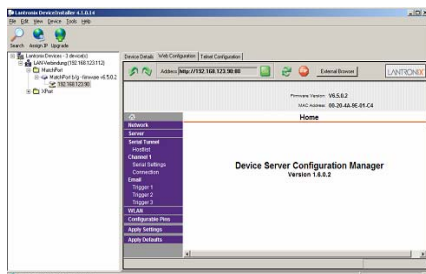 Lantronix DeviceInstaller 4.1.0.14
File Edit View Device Tools Help
Search Assign IP Upgrade
Lantronix Devices - 3 device(s)
LAN-Verbindung (192.168.123.112)
MatchPort
MatchPort b/g - firmware v6.5.0.2
192.168.123.90
XPort
Device Details Web Configuration Telnet Configuration
Address http://192.168.123.90:80 External Browser LANTRONIX
Firmware Version: V6.5.0.2
MAC Address: 00-20-4A-9E-01-C4
Home
Network
Server
Serial Tunnel
Hostlist
Channel 1
Serial Settings
Connection
Email
Trigger 1
Trigger 2
Trigger 3
WLAN
Configurable Pins
Apply Settings
Apply Defaults
Device Server Configuration Manager
Version 1.6.0.2